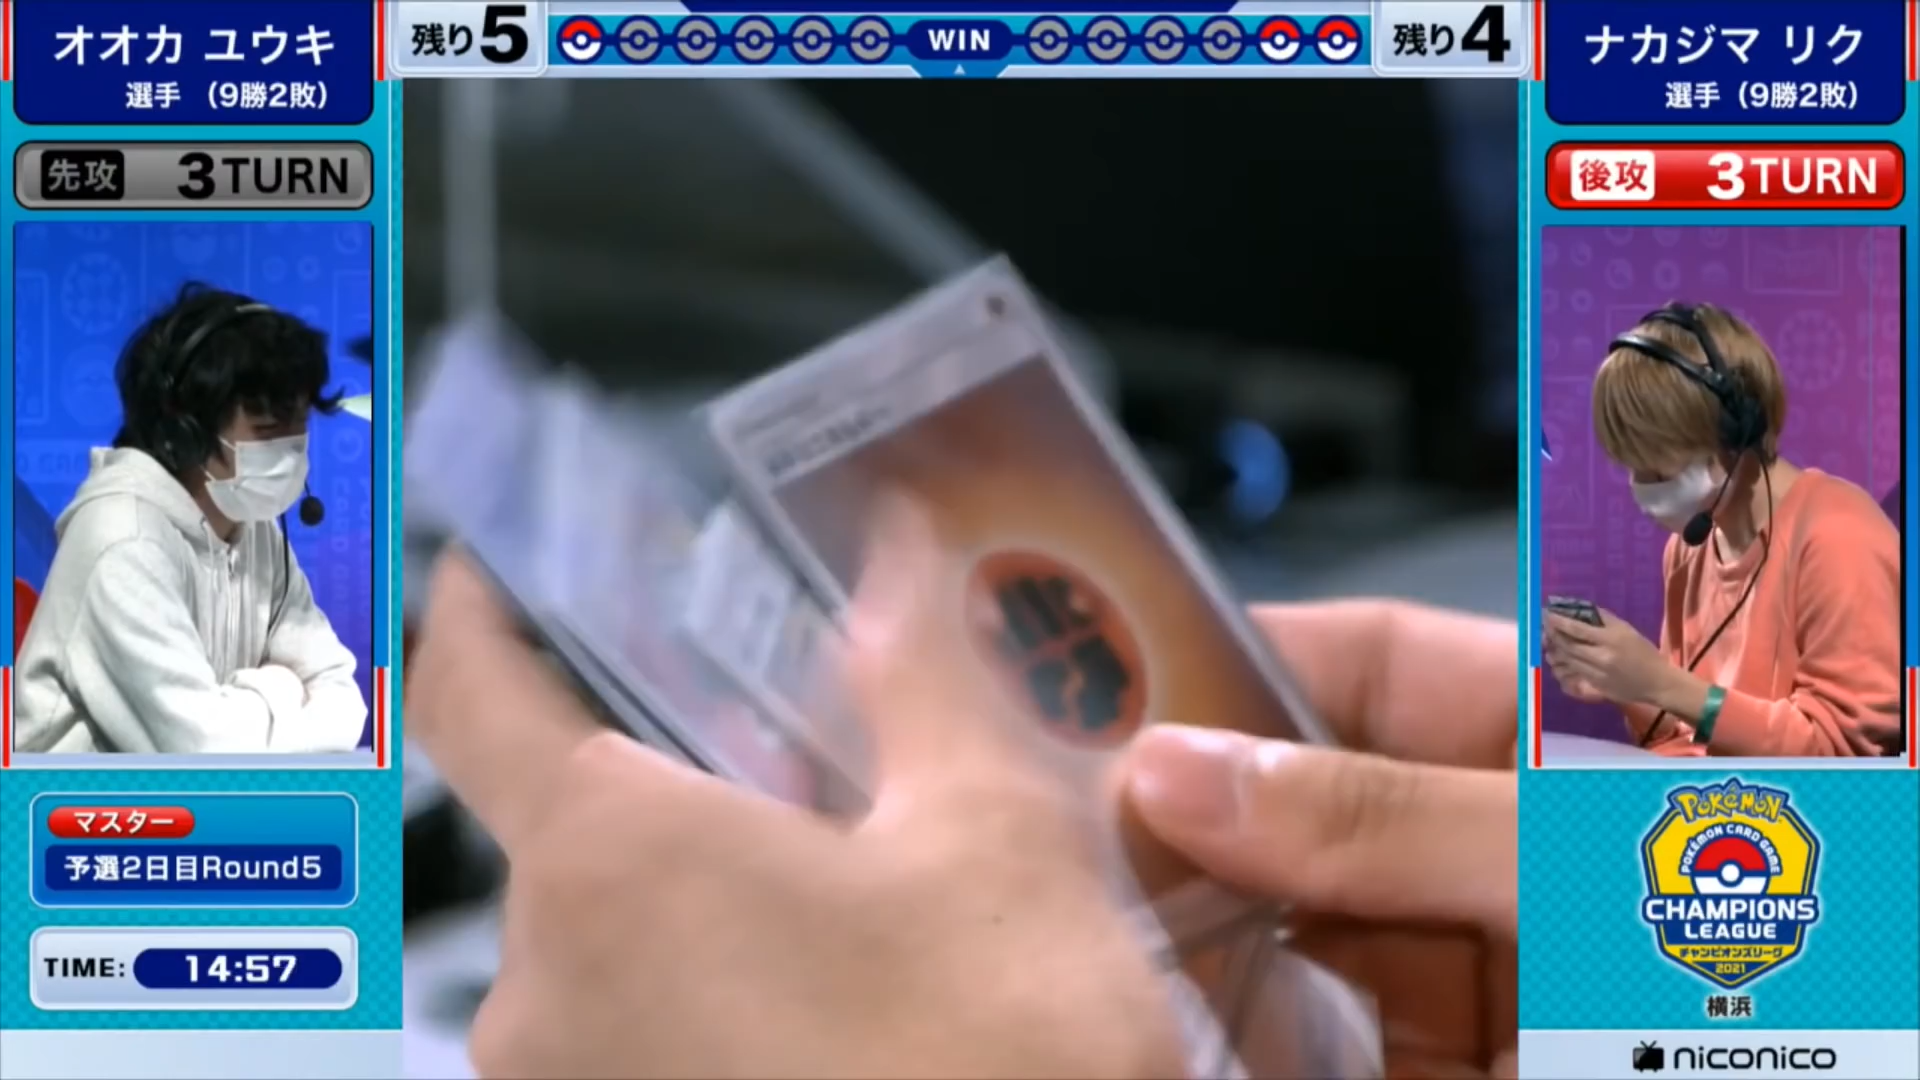 オオカ ユウキ
選手 (9勝2敗)
先攻 3TURN
残り5
WIN
残り4
ナカジマ リク
選手 (9勝2敗)
後攻 3TURN
マスター
予選2日目Round5
TIME: 14:57
POKÉMON
POKÉMON CARD GAME
CHAMPIONS
LEAGUE
チャンピオンズリーグ
2021
横浜
niconico